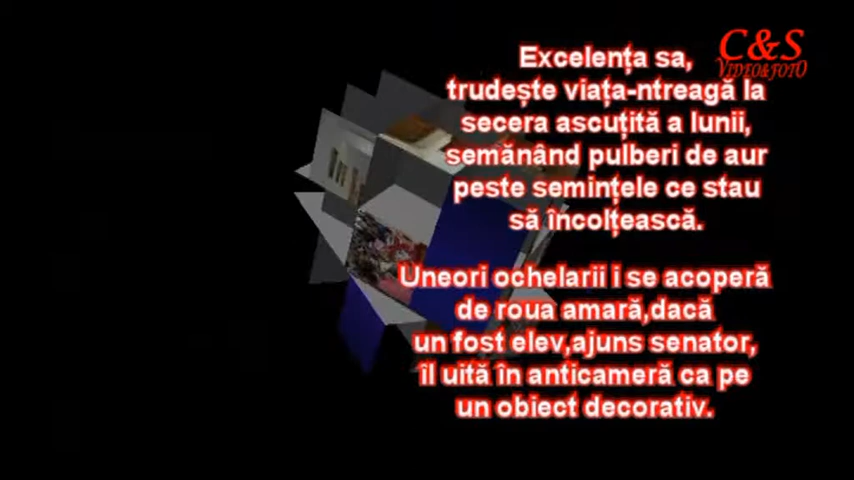 C&S
VIDEO&FOTO
Excelența sa,
trudește viața-ntreagă la
secera ascuțită a lunii,
semănând pulberi de aur
peste semințele ce stau
să încolțească.
Uneori ochelarii i se acoperă
de roua amară,dacă
un fost elev,ajuns senator,
îl uită în anticameră ca pe
un obiect decorativ.